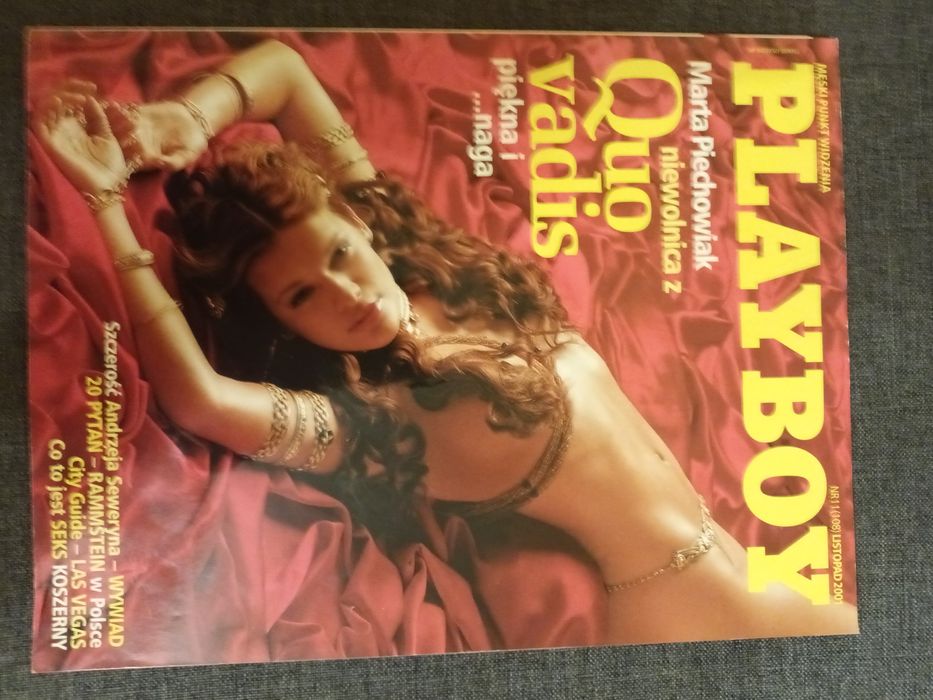 MĘSKI PUNKT WIDZENIA
PLAYBOY
NR 11 (108) LISTOPAD 2001
Marta Piechowiak
niewolnica z
Quo
vadis
piękna i
...naga
Szczerość Andrzeja Seweryna – WYWIAD
20 PYTAŃ – RAMMSTEIN w Polsce
City Guide – LAS VEGAS
Co to jest SEKS KOSZERNY